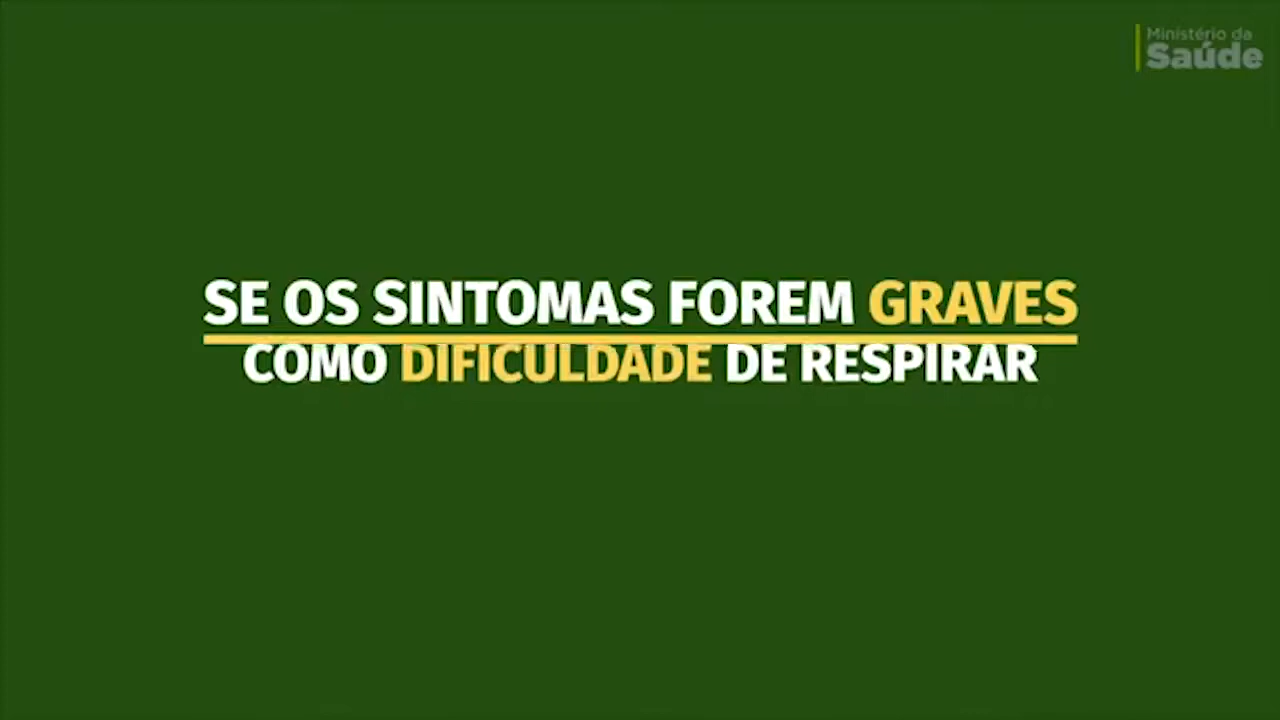 Ministério da
Saúde
SE OS SINTOMAS FOREM GRAVES
COMO DIFICULDADE DE RESPIRAR